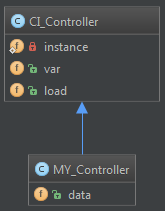 CI_Controller
instance
var
load
MY_Controller
data